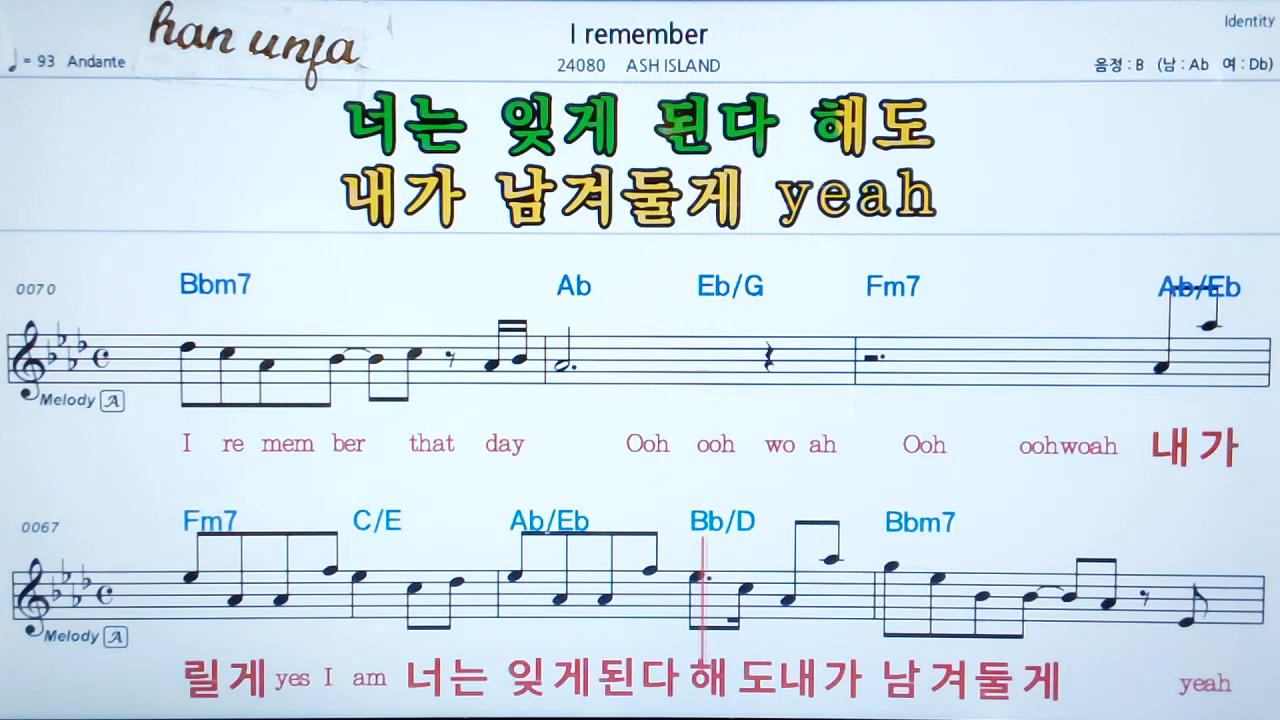 han unfa
I remember
Identity
♩ = 93 Andante
24080 ASH ISLAND
음정 : B (남 : Ab 여 : Db)
너는 잊게 된다 해도
내가 남겨둘게 yeah
0070 Bbm7 Ab Eb/G Fm7 Ab/Eb
Melody A
I re mem ber that day Ooh ooh wo ah Ooh oohwoah 내가
0067 Fm7 C/E Ab/Eb Bb/D Bbm7
Melody A
릴게 yes I am 너는 잊게된다 해 도내가 남겨둘게 yeah